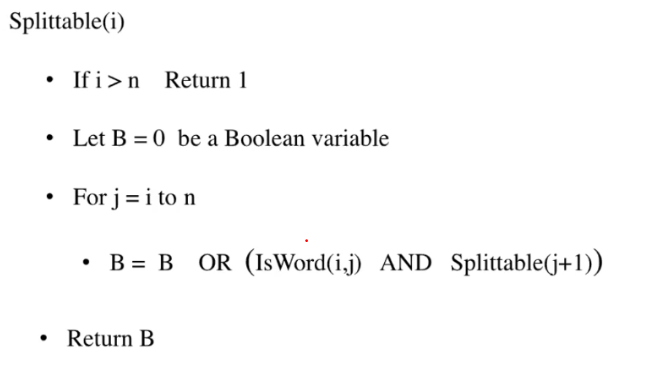 Splittable(i)
• If i > n Return 1
• Let B = 0 be a Boolean variable
• For j = i to n
• B = B OR (IsWord(i,j) AND Splittable(j+1))
• Return B